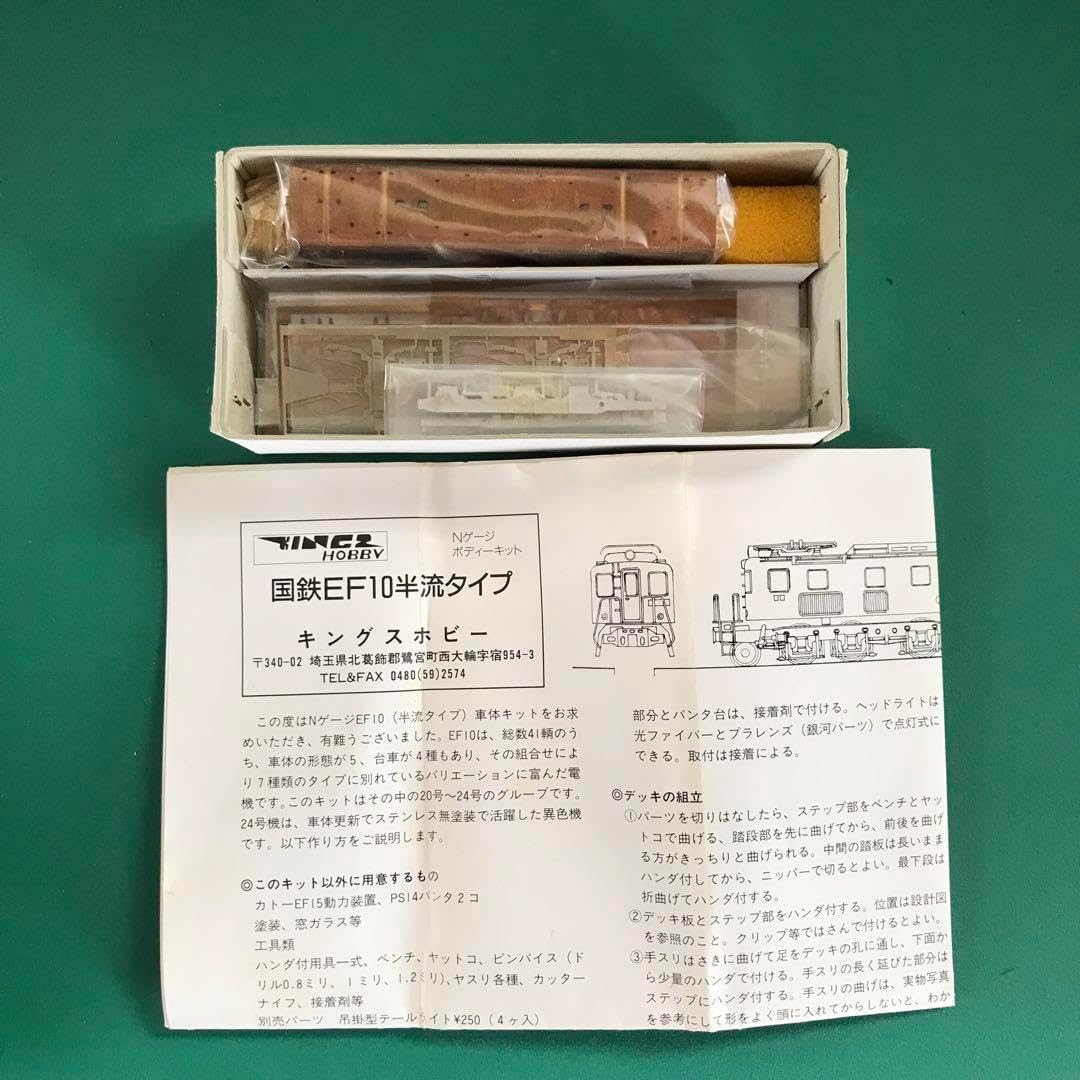 KINGS
HOBBY
Nゲージ
ボディーキット
国鉄EF10半流タイプ
キングスホビー
〒340-02 埼玉県北葛飾郡鷲宮町西大輪字宿954-3
TEL&FAX 0480(59)2574
この度はNゲージEF10(半流タイプ)車体キットをお求
めいただき、有難うございました。EF10は、総数41輌のう
ち、車体の形態が5、台車が4種もあり、その組合せによ
り7種類のタイプに別れているバリエーションに富んだ電
機です。このキットはその中の20号〜24号のグループです。
24号機は、車体更新でステンレス無塗装で活躍した異色機
です。以下作り方をご説明します。
◎このキット以外に用意するもの
カトーEF15動力装置、PS14パンタ2コ
塗装、窓ガラス等
工具類
ハンダ付用具一式、ペンチ、ヤットコ、ピンバイス(ド
リル0.8ミリ、1ミリ、1.2ミリ)、ヤスリ各種、カッター
ナイフ、接着剤等
別売パーツ 吊掛型テールライト¥250(4ヶ入)
部分とパンタ台は、接着剤で付ける。ヘッドライトは
光ファイバーとプラレンズ(銀河パーツ)で点灯式に
できる。取付は接着による。
◎デッキの組立
①パーツを切りはなしたら、ステップ部をペンチとヤッ
トコで曲げる、踏段部を先に曲げてから、前後を曲げ
る方がきっちりと曲げられる。中間の踏板は長いまま
ハンダ付してから、ニッパーで切るとよい。最下段は
折曲げてハンダ付する。
②デッキ板とステップ部をハンダ付する。位置は設計図
を参照のこと。クリップ等ではさんで付けるとよい。
③手スリはさきに曲げて足をデッキの孔に通し、下面か
ら少量のハンダで付ける。手スリの長く延びた部分は
ステップにハンダ付する。手スリの曲げは、実物写真
を参考にして形をよく頭に入れてからしないと、わか